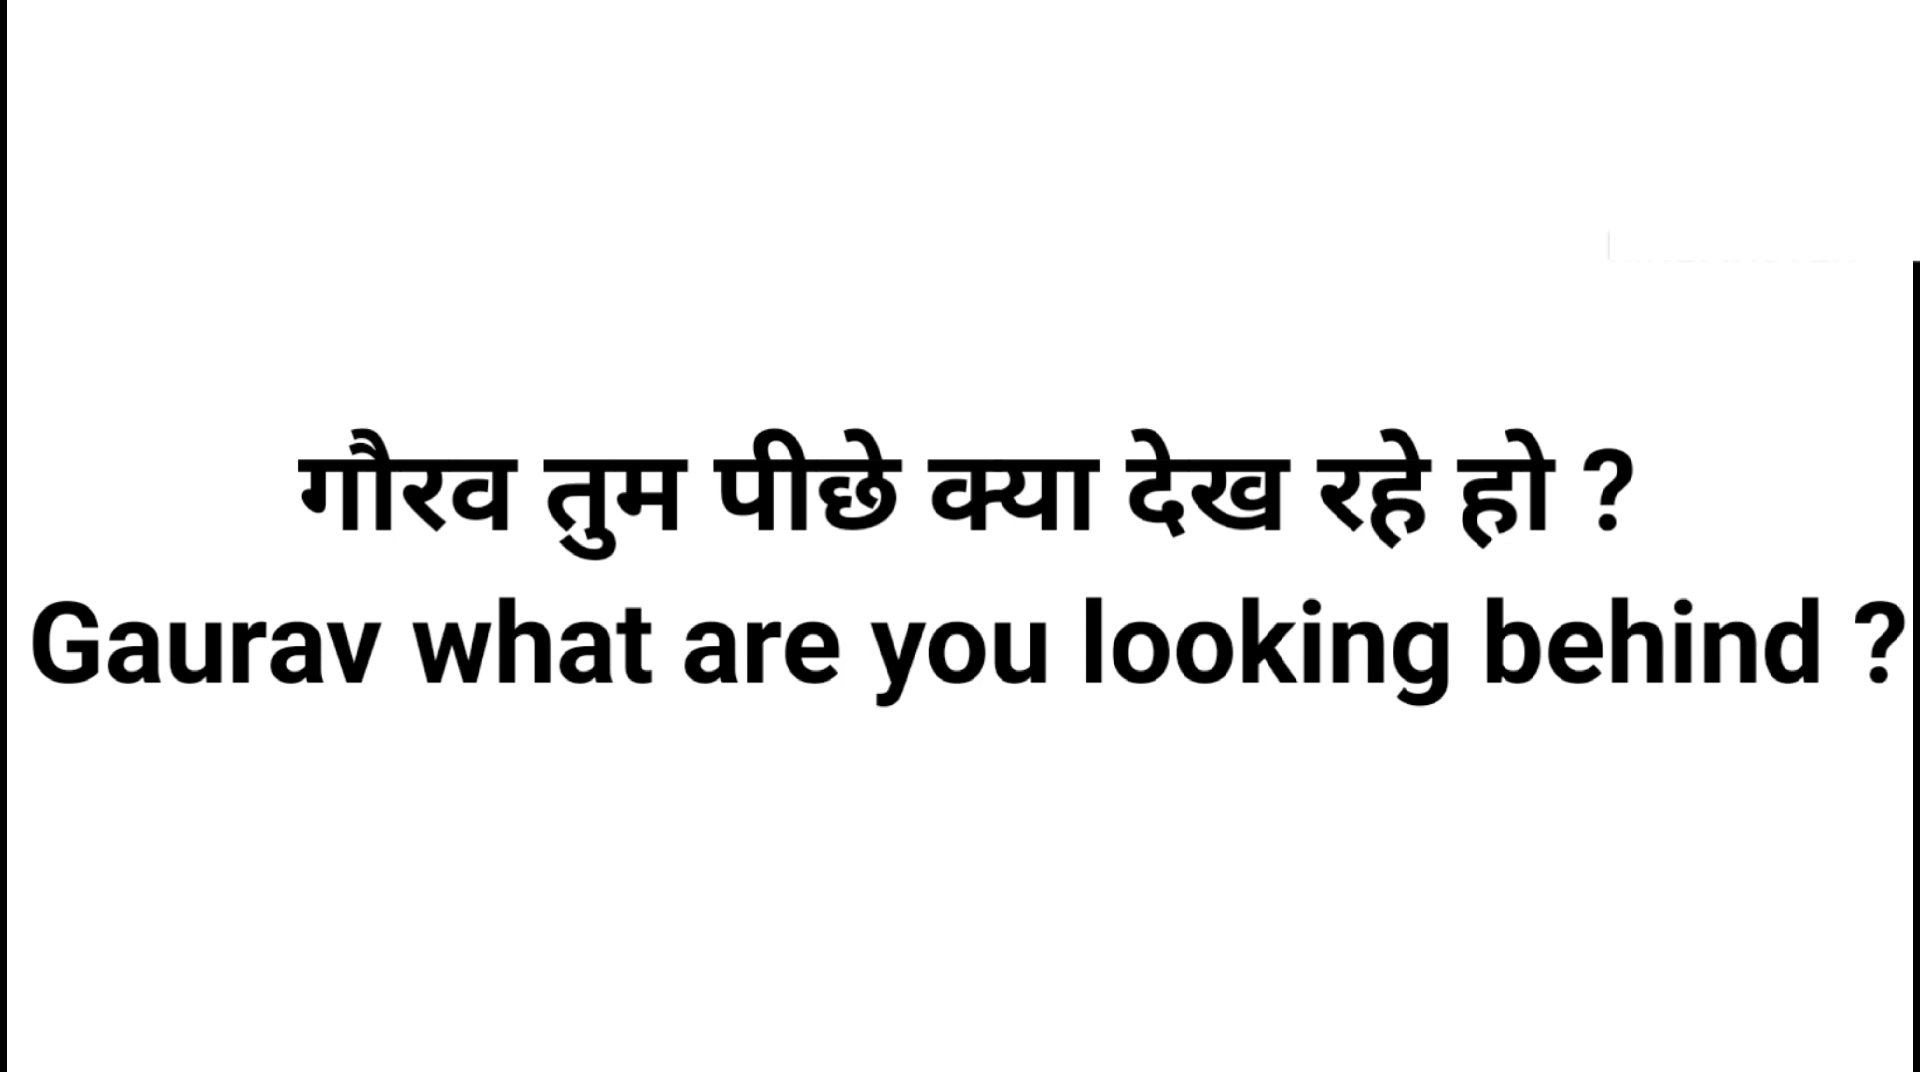 गौरव तुम पीछे क्या देख रहे हो ?
Gaurav what are you looking behind ?